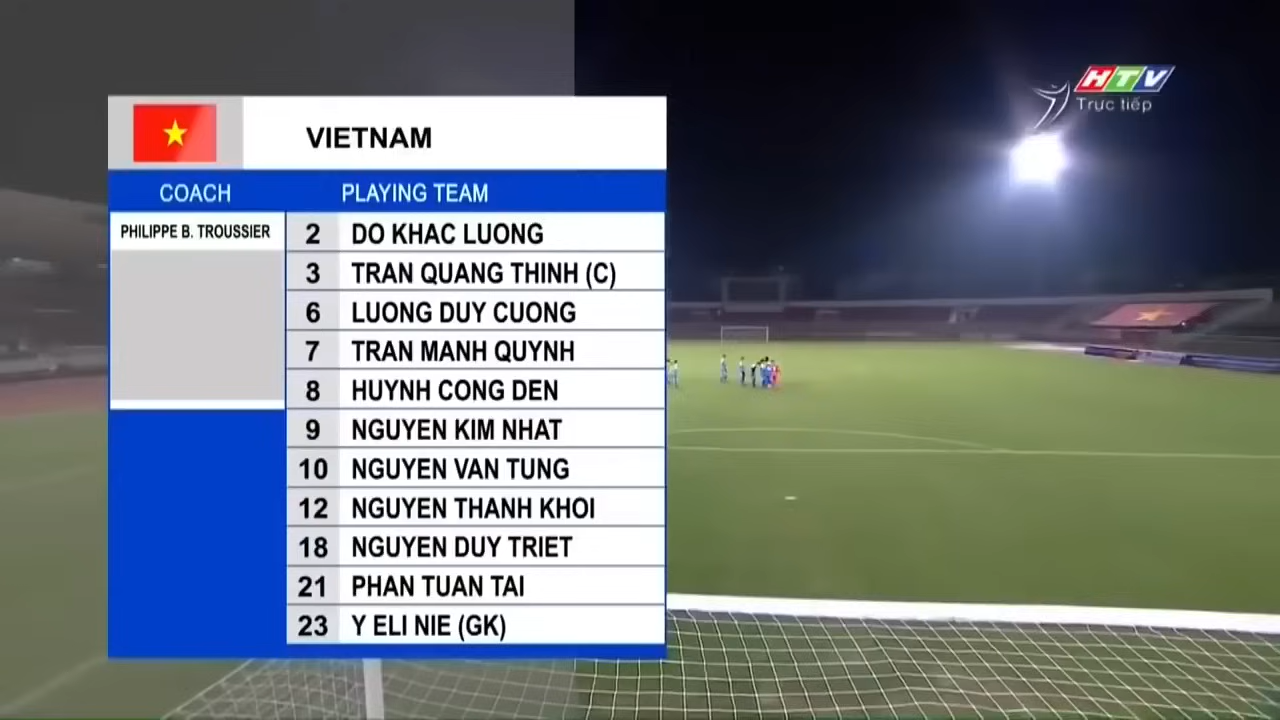 HTV
Trực tiếp
VIETNAM
COACH PLAYING TEAM
PHILIPPE B. TROUSSIER
2 DO KHAC LUONG
3 TRAN QUANG THINH (C)
6 LUONG DUY CUONG
7 TRAN MANH QUYNH
8 HUYNH CONG DEN
9 NGUYEN KIM NHAT
10 NGUYEN VAN TUNG
12 NGUYEN THANH KHOI
18 NGUYEN DUY TRIET
21 PHAN TUAN TAI
23 Y ELI NIE (GK)